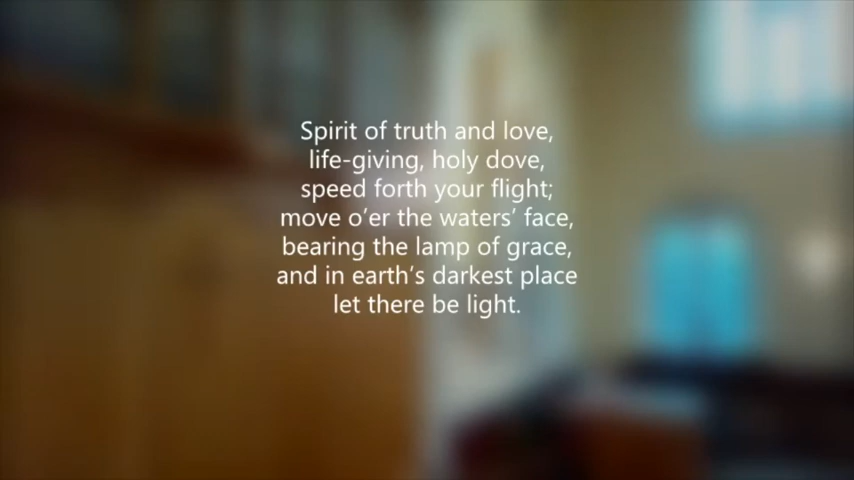 Spirit of truth and love,
life-giving, holy dove,
speed forth your flight;
move o’er the waters’ face,
bearing the lamp of grace,
and in earth’s darkest place
let there be light.